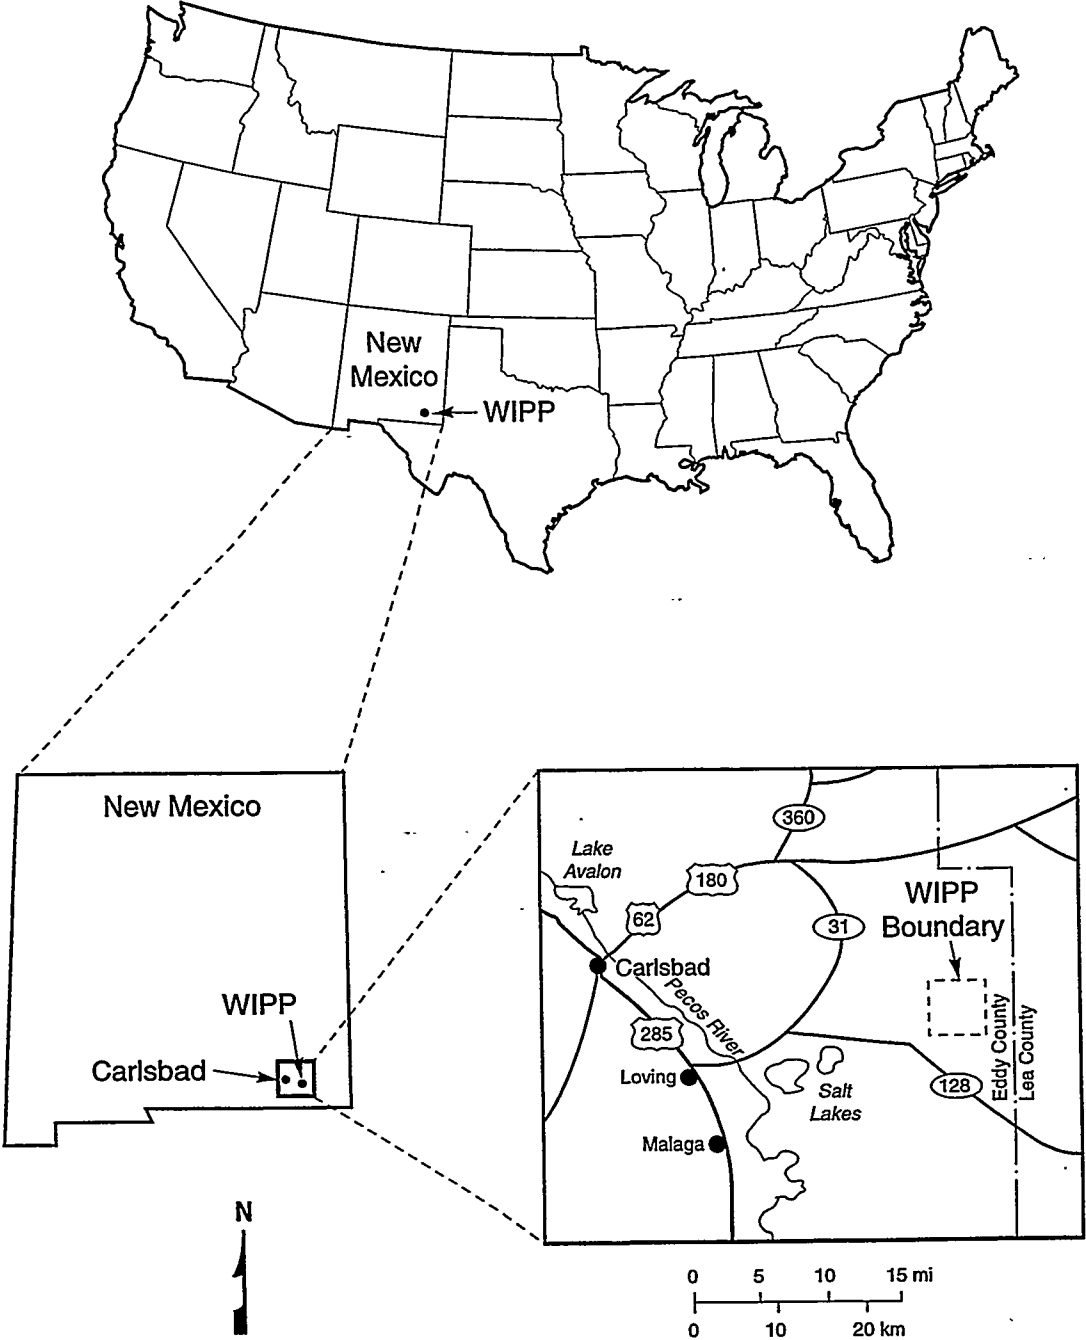 New
Mexico
WIPP
New Mexico
WIPP
Carlsbad
N
360
Lake
Avalon
180
62
WIPP
Boundary
31
Carlsbad
Pecos River
285
Eddy County
Lea County
Loving
Salt
Lakes
128
Malaga
0 5 10 15 mi
0 10 20 km